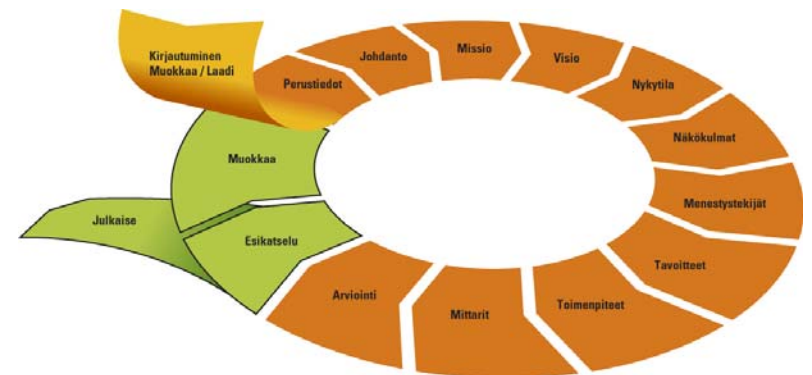 Kirjautuminen
Muokkaa / Laadi
Perustiedot
Johdanto
Missio
Visio
Nykytila
Näkökulmat
Menestystekijät
Tavoitteet
Toimenpiteet
Mittarit
Arviointi
Esikatselu
Muokkaa
Julkaise